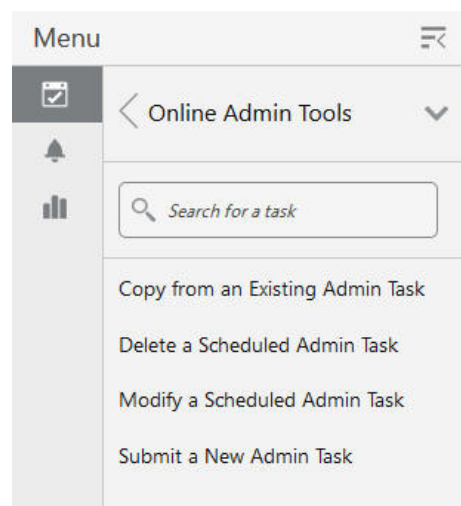 Menu
Online Admin Tools
Search for a task
Copy from an Existing Admin Task
Delete a Scheduled Admin Task
Modify a Scheduled Admin Task
Submit a New Admin Task